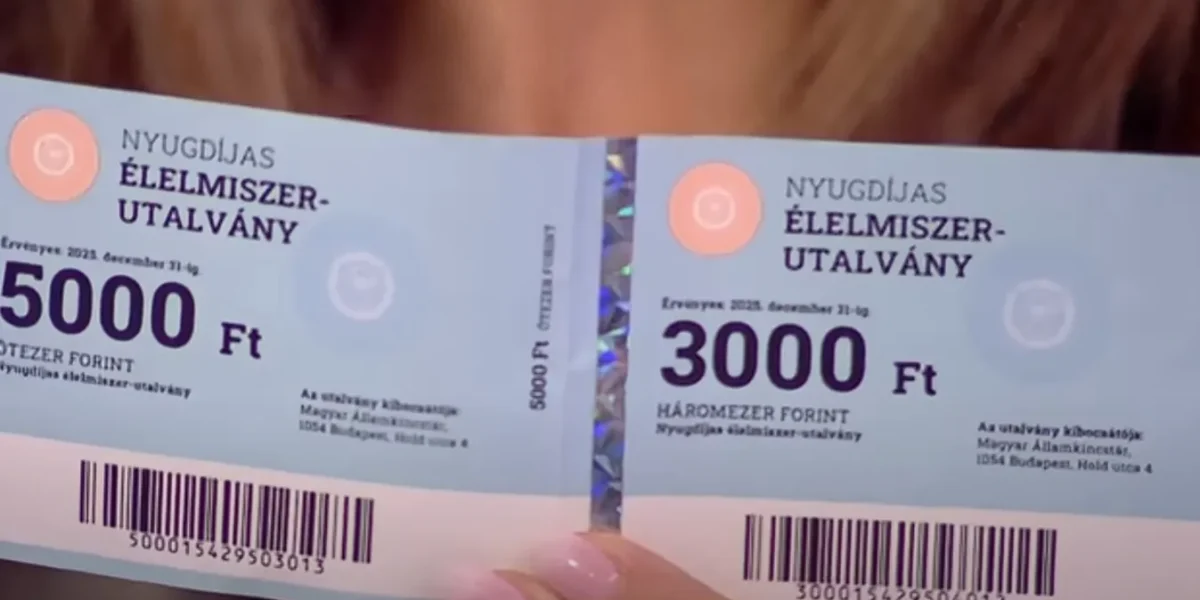 NYUGDÍJAS
ÉLELMISZER-
UTALVÁNY
Érvényes: 2025. december 31-ig.
5000 Ft
ÖTEZER FORINT
Nyugdíjas élelmiszer-utalvány
Az utalvány kibocsátója:
Magyar Államkincstár,
1054 Budapest, Hold utca 4
500015429503013
5000 Ft ÖTEZER FORINT
NYUGDÍJAS
ÉLELMISZER-
UTALVÁNY
Érvényes: 2025. december 31-ig.
3000 Ft
HÁROMEZER FORINT
Nyugdíjas élelmiszer-utalvány
Az utalvány kibocsátója:
Magyar Államkincstár,
1054 Budapest, Hold utca 4